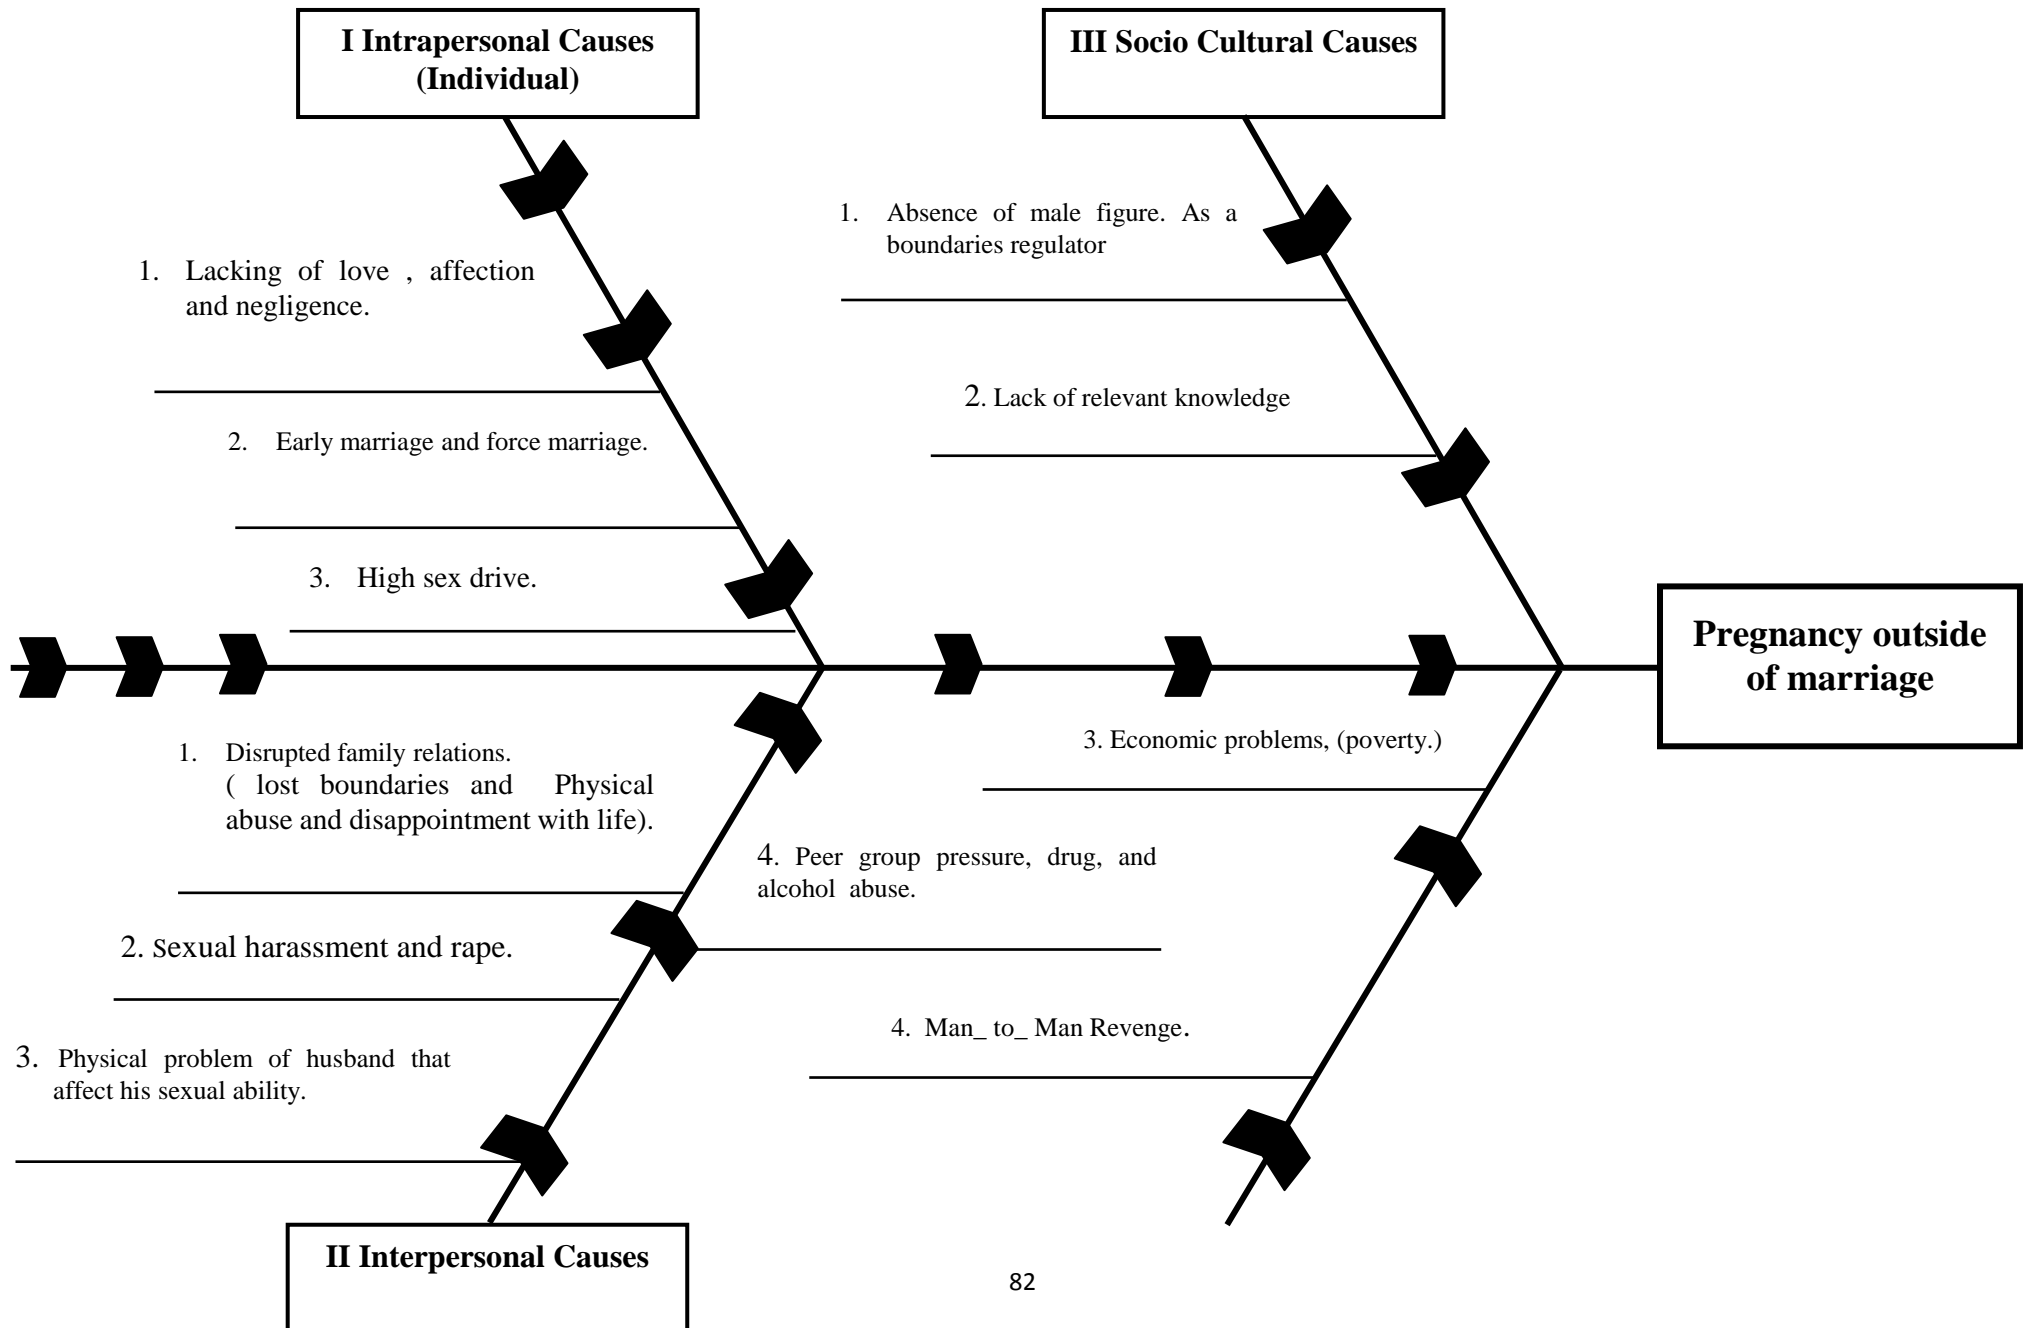 I Intrapersonal Causes
(Individual)
III Socio Cultural Causes
1. Absence of male figure. As a
boundaries regulator
1. Lacking of love , affection
and negligence.
2. Lack of relevant knowledge
2. Early marriage and force marriage.
3. High sex drive.
Pregnancy outside
of marriage
1. Disrupted family relations.
( lost boundaries and Physical
abuse and disappointment with life).
3. Economic problems, (poverty.)
4. Peer group pressure, drug, and
alcohol abuse.
2. Sexual harassment and rape.
4. Man_ to_ Man Revenge.
3. Physical problem of husband that
affect his sexual ability.
II Interpersonal Causes
82